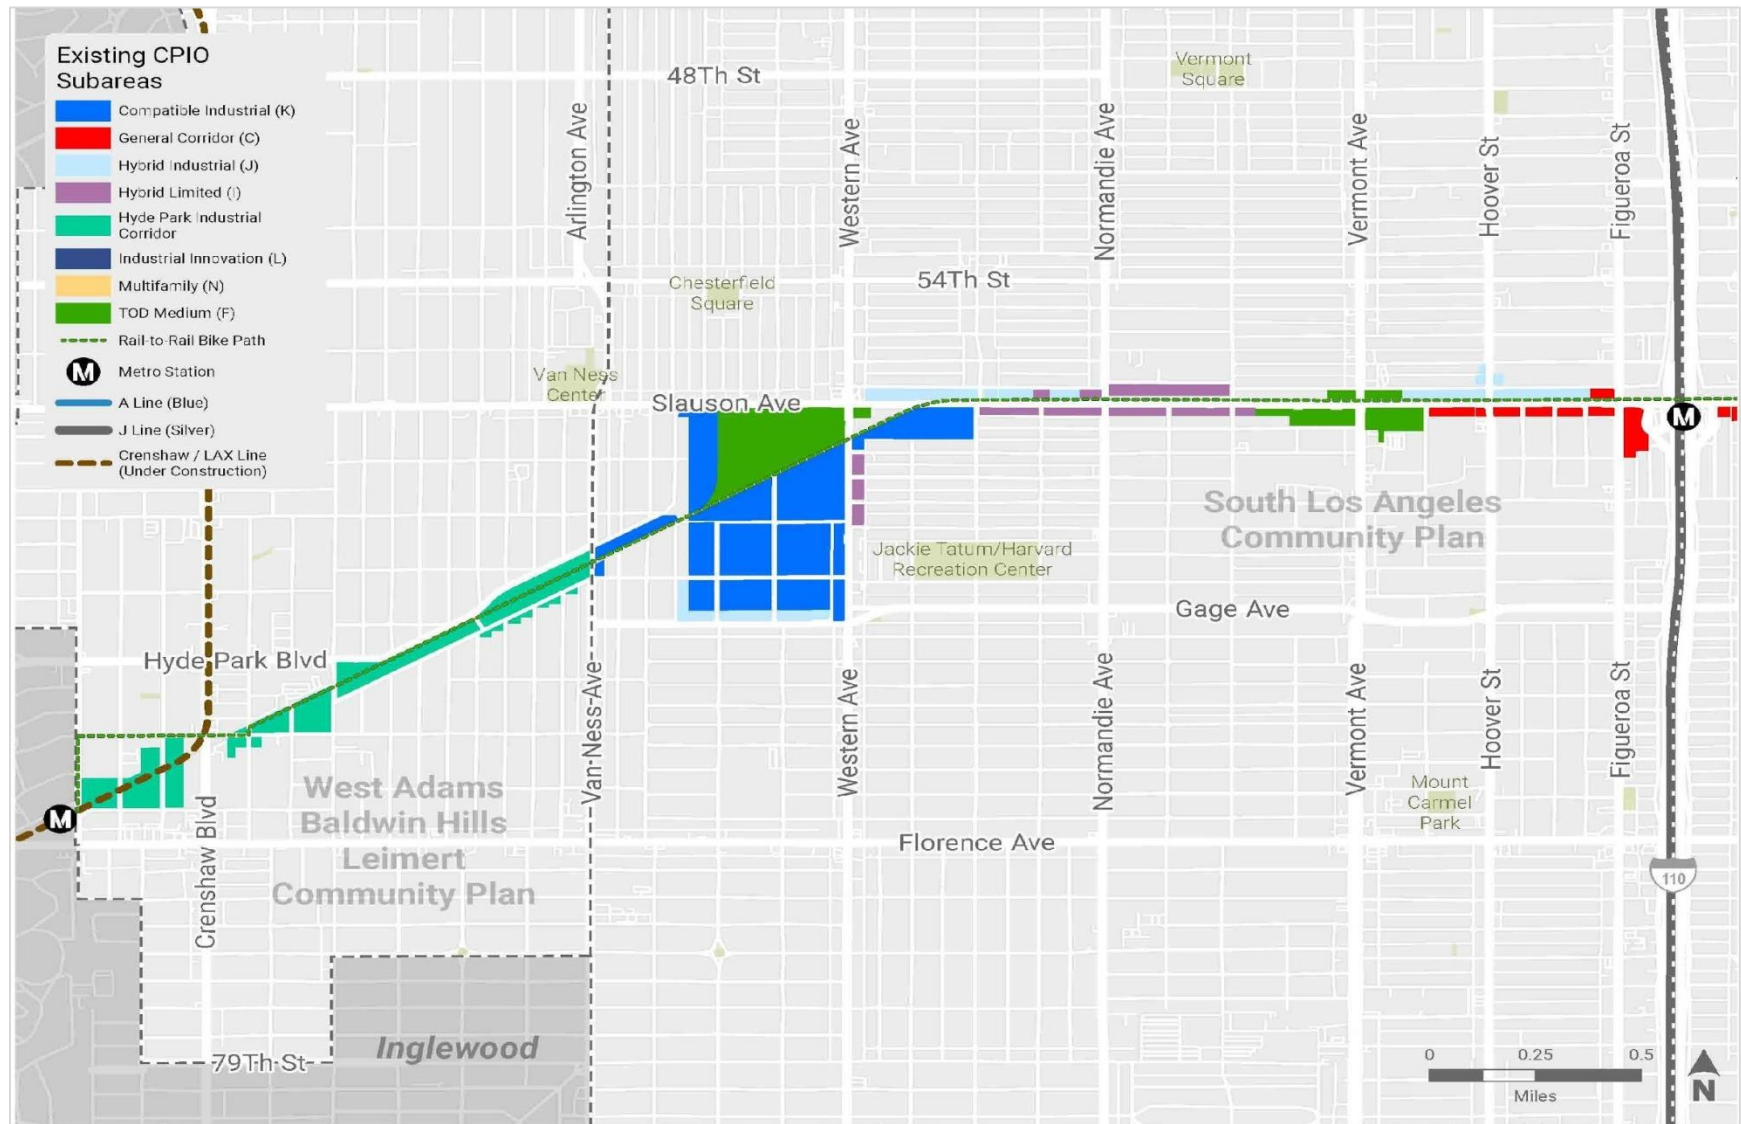 Existing CPIO
Subareas
Compatible Industrial (K)
General Corridor (C)
Hybrid Industrial (J)
Hybrid Limited (I)
Hyde Park Industrial
Corridor
Industrial Innovation (L)
Multifamily (N)
TOD Medium (F)
Rail-to-Rail Bike Path
M
Metro Station
A Line (Blue)
J Line (Silver)
Crenshaw / LAX Line
(Under Construction)
48Th St
Vermont
Square
Arlington Ave
Western Ave
Normandie Ave
Vermont Ave
Hoover St
Figueroa St
Chesterfield
Square
54Th St
Van Ness
Center
Slauson Ave
M
South Los Angeles
Community Plan
Jackie Tatum/Harvard
Recreation Center
Gage Ave
Hyde Park Blvd
Van-Ness-Ave
Western Ave
Normandie Ave
Vermont Ave
Hoover St
Figueroa St
West Adams
Baldwin Hills
Leimert
Community Plan
Mount
Carmel
Park
M
Crenshaw Blvd
Florence Ave
110
Inglewood
79Th St
0 0.25 0.5
Miles
N